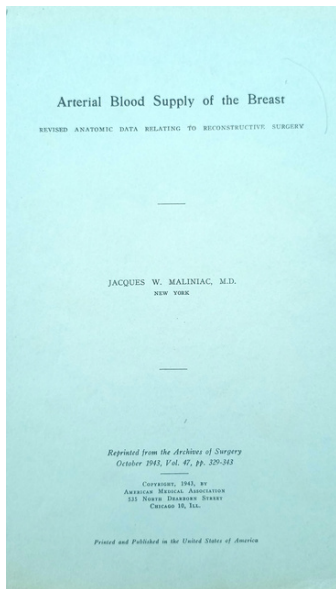 Arterial Blood Supply of the Breast
REVISED ANATOMIC DATA RELATING TO RECONSTRUCTIVE SURGERY
JACQUES W. MALINIAC, M.D.
NEW YORK
Reprinted from the Archives of Surgery
October 1943, Vol. 47, pp. 329-343
Copyright, 1943, by
American Medical Association
535 North Dearborn Street
Chicago 10, Ill.
Printed and Published in the United States of America